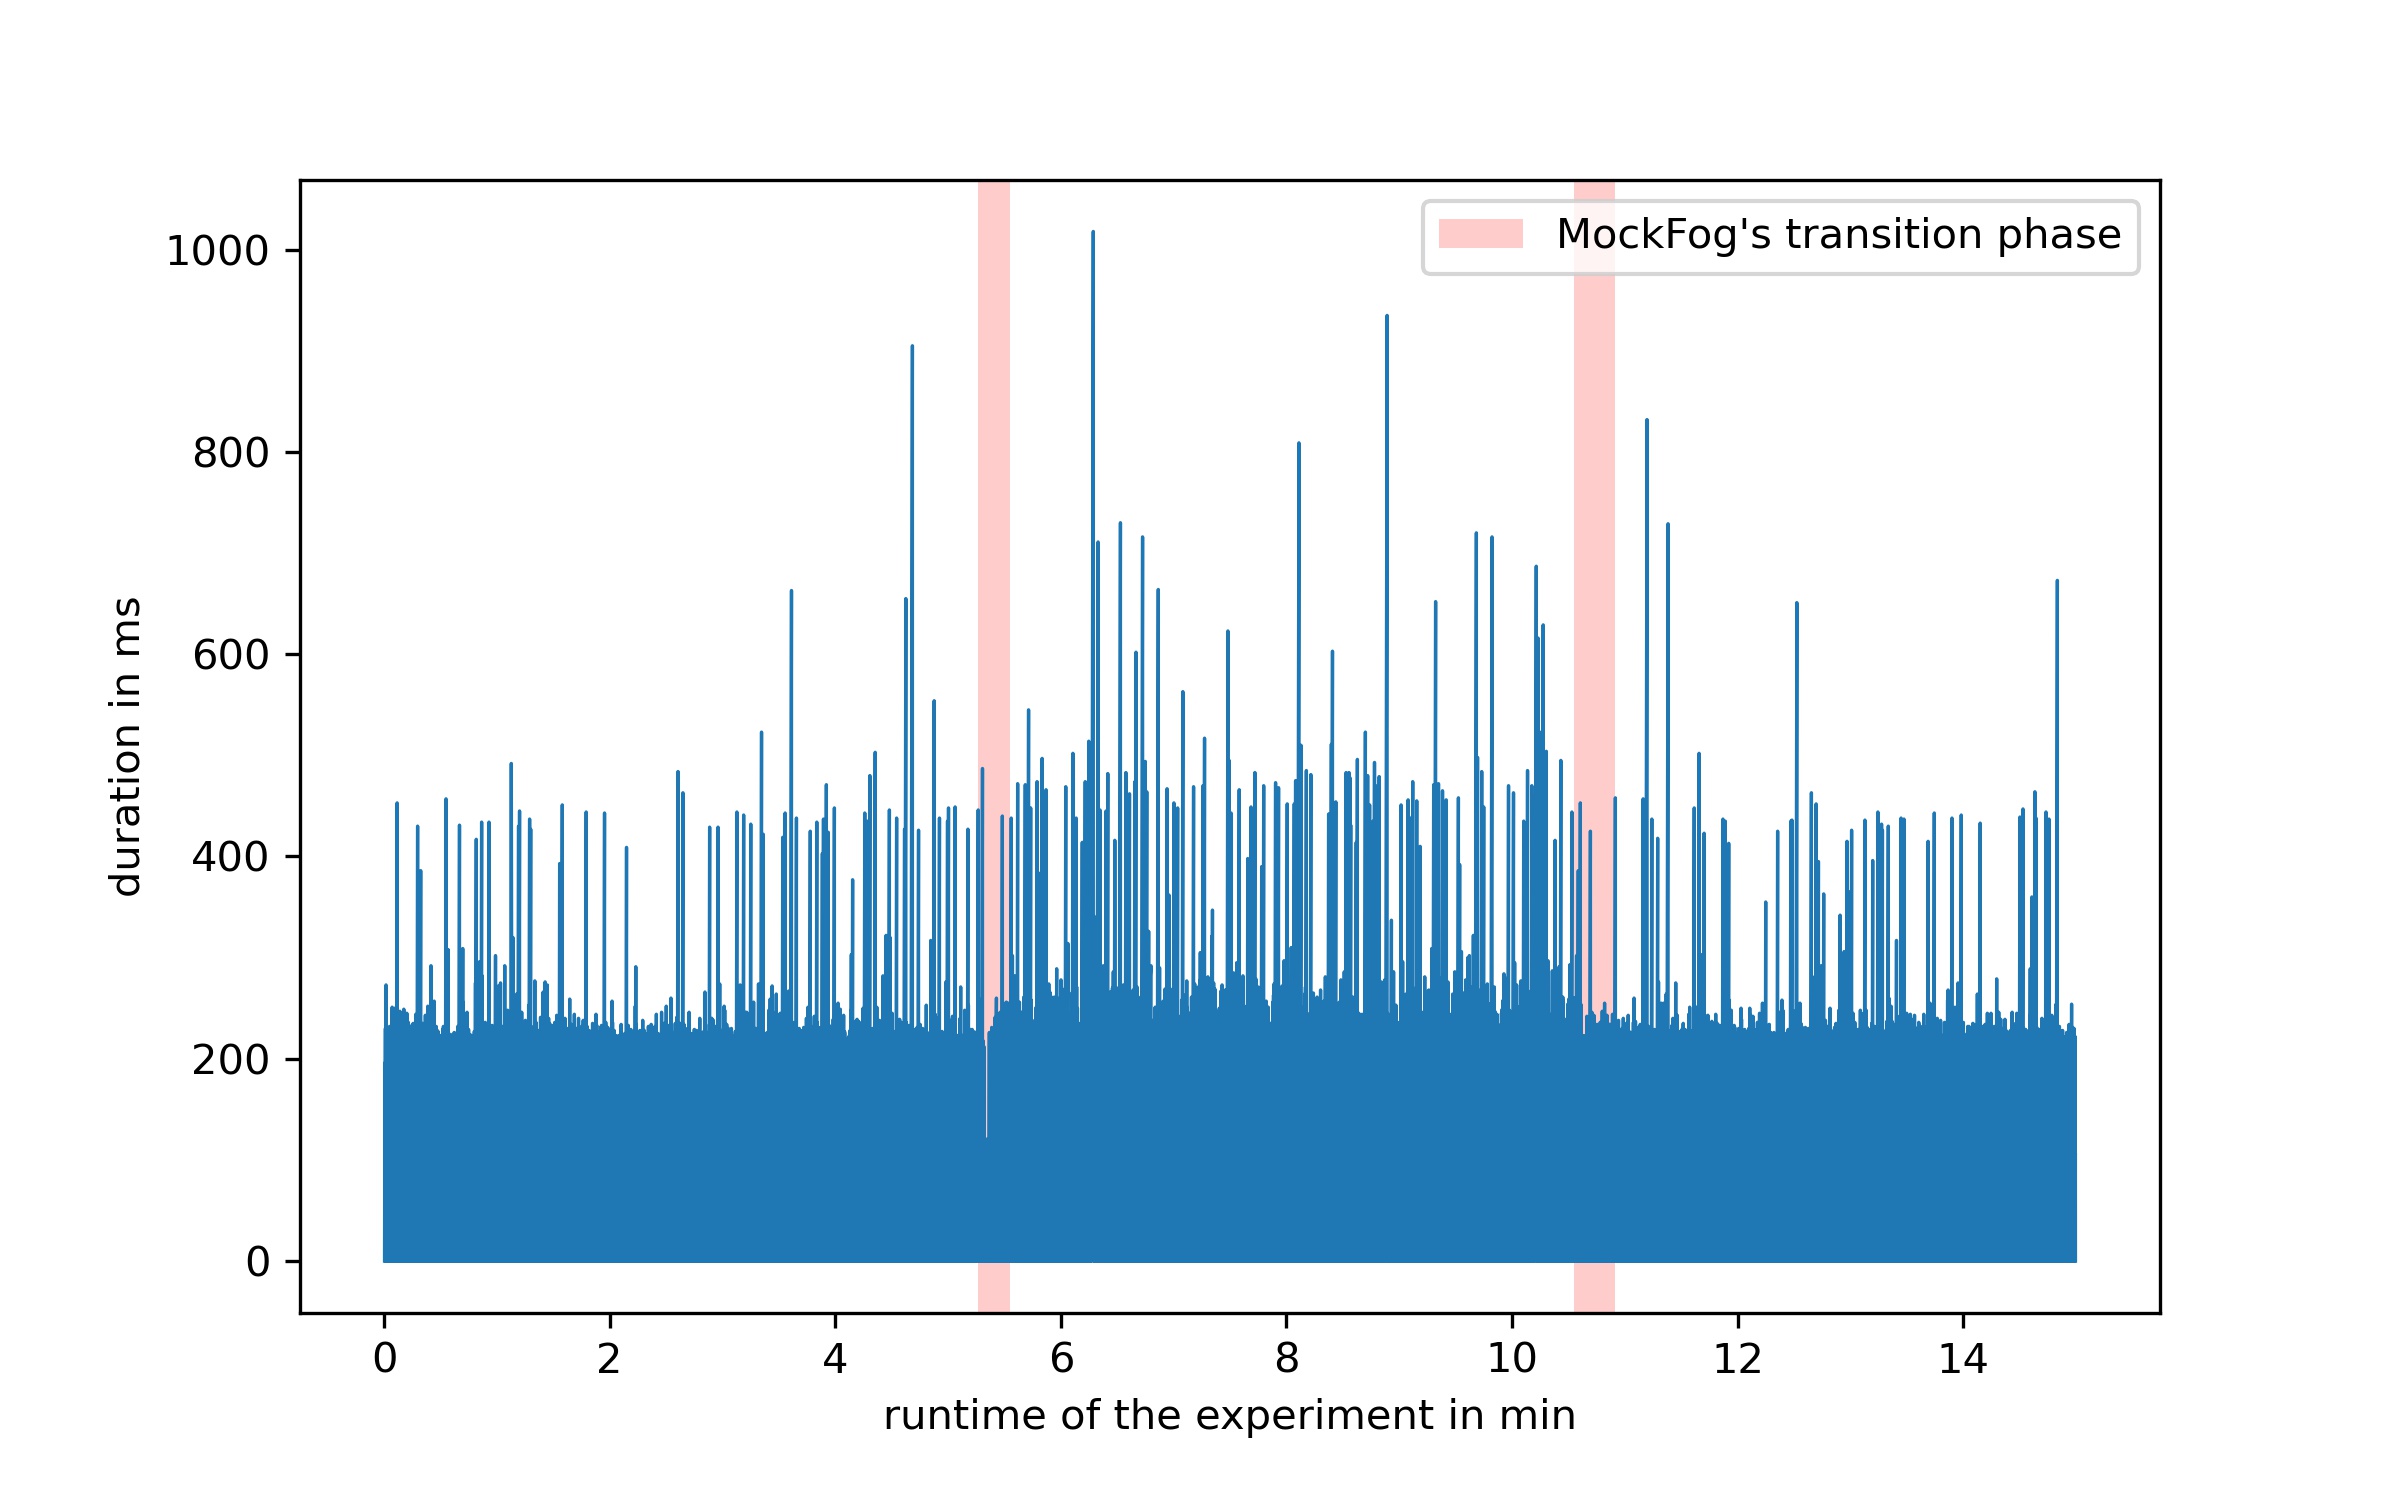 MockFog's transition phase
1000
800
600
400
200
0
duration in ms
0 2 4 6 8 10 12 14
runtime of the experiment in min